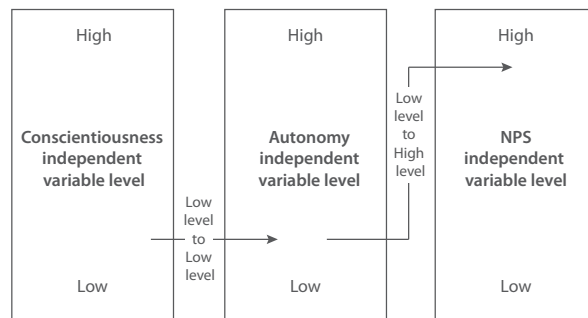 High
Conscientiousness
independent
variable level
Low
Low
level
to
Low
level
High
Autonomy
independent
variable level
Low
Low
level
to
High
level
High
NPS
independent
variable level
Low